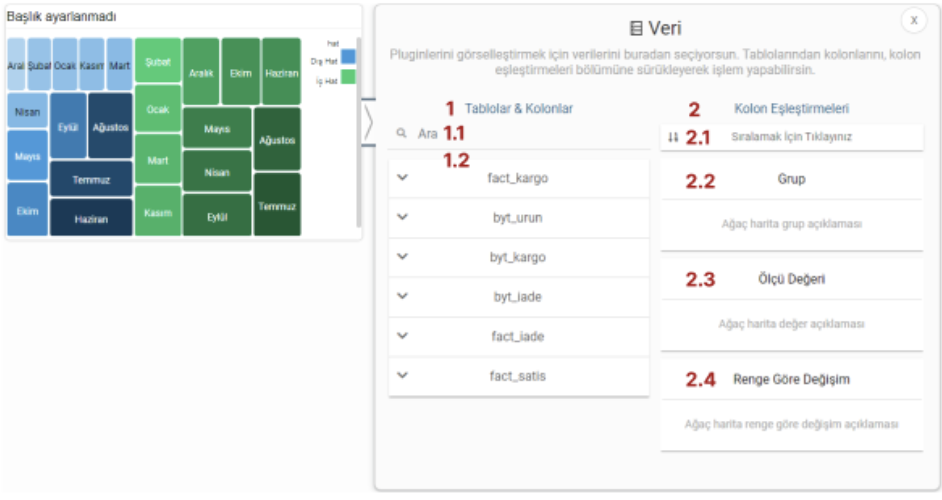 Başlık ayarlanmadı
hat
Dış Hat
İç Hat
Aral
Şubat
Ocak
Kasım
Mart
Nisan
Eylül
Ağustos
Mayıs
Temmuz
Ekim
Haziran
Şubat
Ocak
Mart
Kasım
Aralık
Ekim
Haziran
Mayıs
Ağustos
Nisan
Eylül
Temmuz
Veri
X
Pluginlerini görselleştirmek için verilerini buradan seçiyorsun. Tablolarından kolonlarını, kolon
eşleştirmeleri bölümüne sürükleyerek işlem yapabilirsin.
1 Tablolar & Kolonlar
Ara 1.1
1.2
fact_kargo
byt_urun
byt_kargo
byt_iade
fact_iade
fact_satis
2 Kolon Eşleştirmeleri
2.1 Sıralamak İçin Tıklayınız
2.2 Grup
Ağaç harita grup açıklaması
2.3 Ölçü Değeri
Ağaç harita değer açıklaması
2.4 Renge Göre Değişim
Ağaç harita renge göre değişim açıklaması